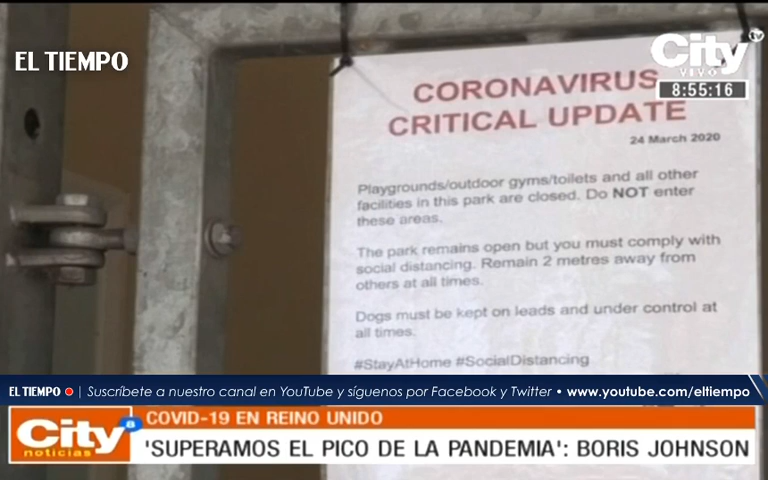 EL TIEMPO
City tv
VIVO
8:55:16
CORONAVIRUS
CRITICAL UPDATE
24 March 2020
Playgrounds/outdoor gyms/toilets and all other
facilities in this park are closed. Do NOT enter
these areas.
The park remains open but you must comply with
social distancing. Remain 2 metres away from
others at all times.
Dogs must be kept on leads and under control at
all times.
#StayAtHome #SocialDistancing
EL TIEMPO | Suscríbete a nuestro canal en YouTube y síguenos por Facebook y Twitter • www.youtube.com/eltiempo
City
noticias
COVID-19 EN REINO UNIDO
'SUPERAMOS EL PICO DE LA PANDEMIA': BORIS JOHNSON